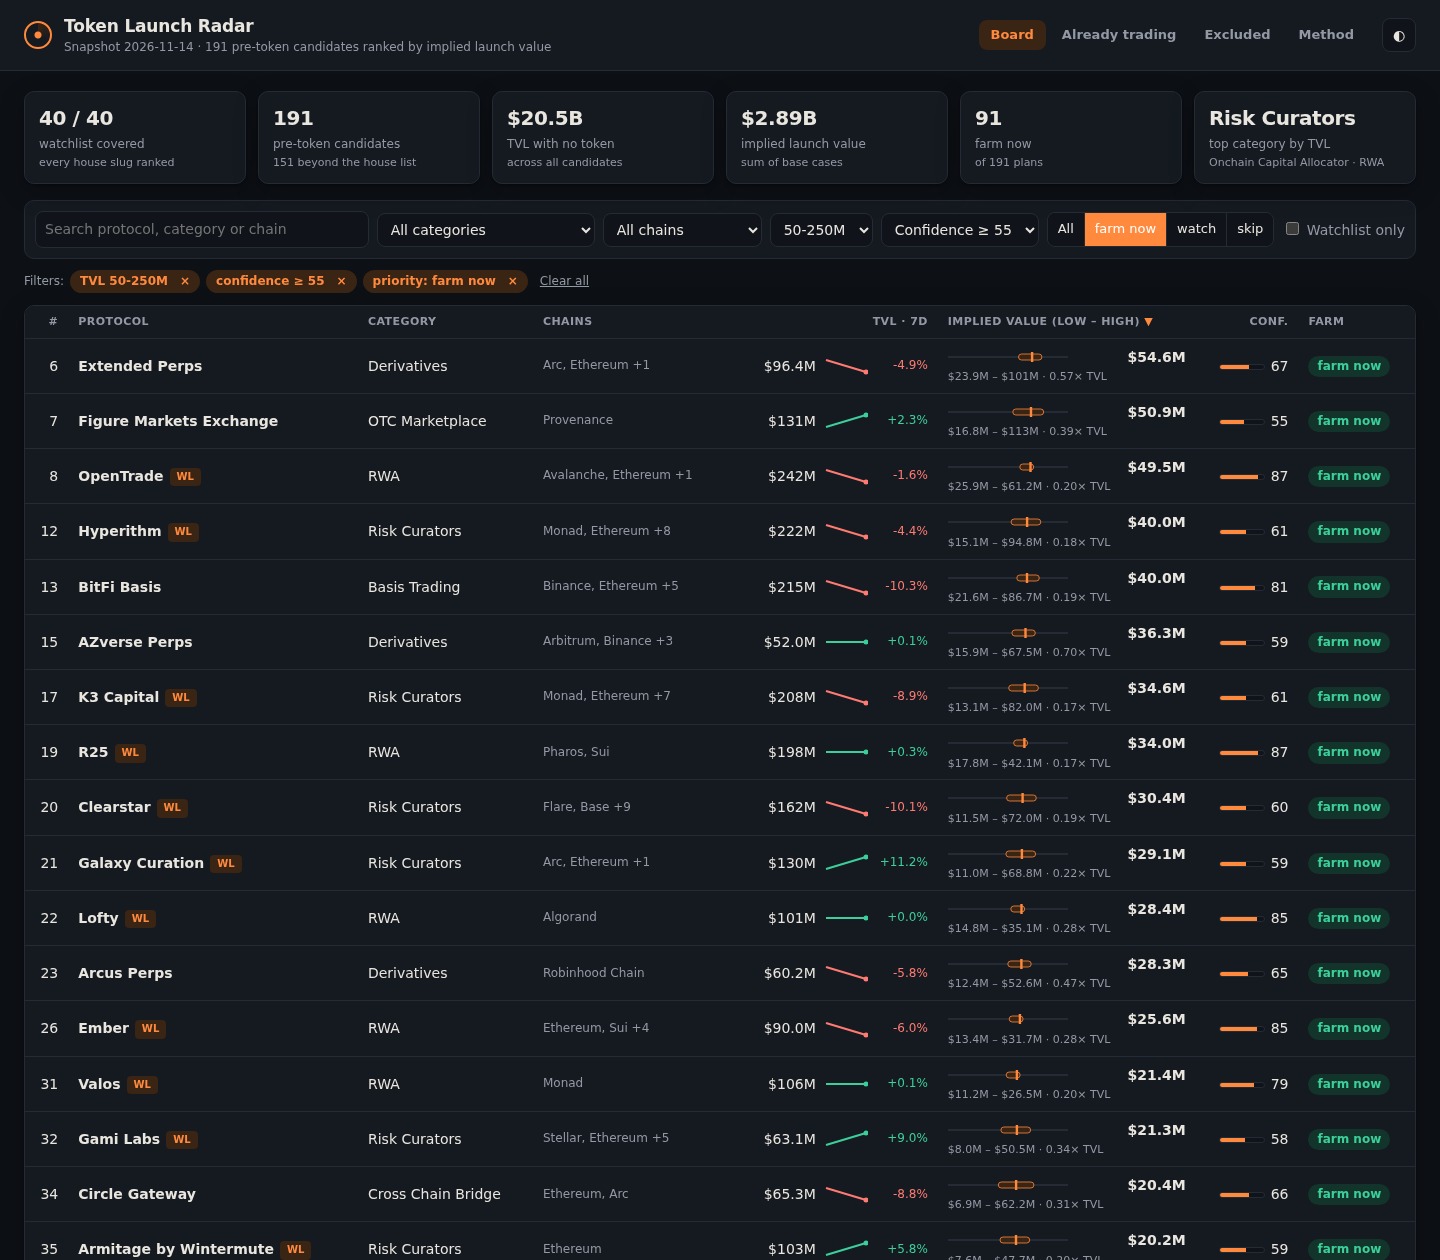 Token Launch Radar
Snapshot 2026-11-14 · 191 pre-token candidates ranked by implied launch value
Board Already trading Excluded Method
40 / 40
watchlist covered
every house slug ranked
191
pre-token candidates
151 beyond the house list
$20.5B
TVL with no token
across all candidates
$2.89B
implied launch value
sum of base cases
91
farm now
of 191 plans
Risk Curators
top category by TVL
Onchain Capital Allocator · RWA
Search protocol, category or chain All categories All chains 50-250M Confidence ≥ 55 All farm now watch skip Watchlist only
Filters: TVL 50-250M × confidence ≥ 55 × priority: farm now × Clear all
# PROTOCOL CATEGORY CHAINS TVL · 7D IMPLIED VALUE (LOW – HIGH) ▼ CONF. FARM
6 Extended Perps Derivatives Arc, Ethereum +1 $96.4M -4.9% $54.6M 67 farm now
$23.9M – $101M · 0.57× TVL
7 Figure Markets Exchange OTC Marketplace Provenance $131M +2.3% $50.9M 55 farm now
$16.8M – $113M · 0.39× TVL
8 OpenTrade WL RWA Avalanche, Ethereum +1 $242M -1.6% $49.5M 87 farm now
$25.9M – $61.2M · 0.20× TVL
12 Hyperithm WL Risk Curators Monad, Ethereum +8 $222M -4.4% $40.0M 61 farm now
$15.1M – $94.8M · 0.18× TVL
13 BitFi Basis Basis Trading Binance, Ethereum +5 $215M -10.3% $40.0M 81 farm now
$21.6M – $86.7M · 0.19× TVL
15 AZverse Perps Derivatives Arbitrum, Binance +3 $52.0M +0.1% $36.3M 59 farm now
$15.9M – $67.5M · 0.70× TVL
17 K3 Capital WL Risk Curators Monad, Ethereum +7 $208M -8.9% $34.6M 61 farm now
$13.1M – $82.0M · 0.17× TVL
19 R25 WL RWA Pharos, Sui $198M +0.3% $34.0M 87 farm now
$17.8M – $42.1M · 0.17× TVL
20 Clearstar WL Risk Curators Flare, Base +9 $162M -10.1% $30.4M 60 farm now
$11.5M – $72.0M · 0.19× TVL
21 Galaxy Curation WL Risk Curators Arc, Ethereum +1 $130M +11.2% $29.1M 59 farm now
$11.0M – $68.8M · 0.22× TVL
22 Lofty WL RWA Algorand $101M +0.0% $28.4M 85 farm now
$14.8M – $35.1M · 0.28× TVL
23 Arcus Perps Derivatives Robinhood Chain $60.2M -5.8% $28.3M 65 farm now
$12.4M – $52.6M · 0.47× TVL
26 Ember WL RWA Ethereum, Sui +4 $90.0M -6.0% $25.6M 85 farm now
$13.4M – $31.7M · 0.28× TVL
31 Valos WL RWA Monad $106M +0.1% $21.4M 79 farm now
$11.2M – $26.5M · 0.20× TVL
32 Gami Labs WL Risk Curators Stellar, Ethereum +5 $63.1M +9.0% $21.3M 58 farm now
$8.0M – $50.5M · 0.34× TVL
34 Circle Gateway Cross Chain Bridge Ethereum, Arc $65.3M -8.8% $20.4M 66 farm now
$6.9M – $62.2M · 0.31× TVL
35 Armitage by Wintermute WL Risk Curators Ethereum $103M +5.8% $20.2M 59 farm now